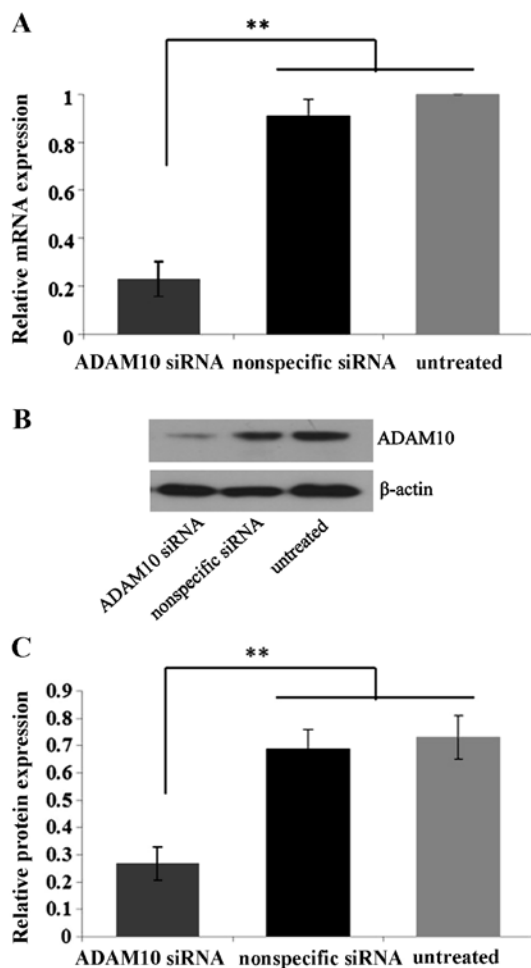 A
**
Relative mRNA expression
1
0.8
0.6
0.4
0.2
0
ADAM10 siRNA nonspecific siRNA untreated
B
ADAM10
β-actin
ADAM10 siRNA
nonspecific siRNA
untreated
C
**
Relative protein expression
0.9
0.8
0.7
0.6
0.5
0.4
0.3
0.2
0.1
0
ADAM10 siRNA nonspecific siRNA untreated